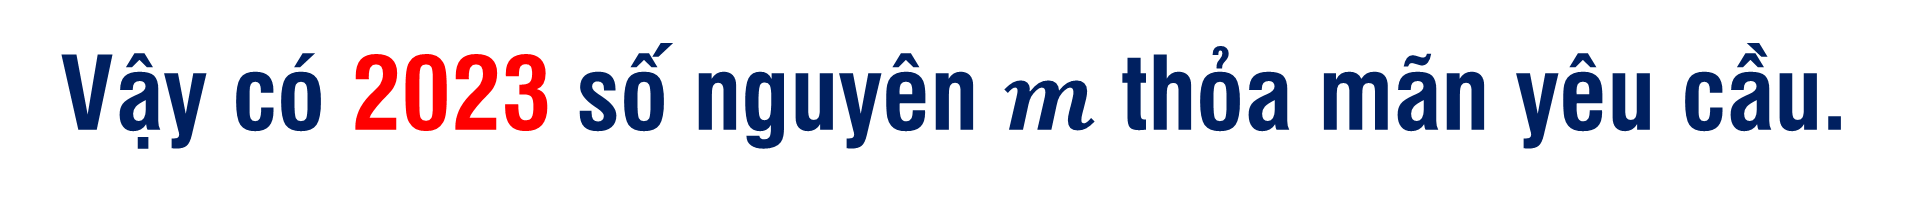 Vậy có 2023 số nguyên m thỏa mãn yêu cầu.